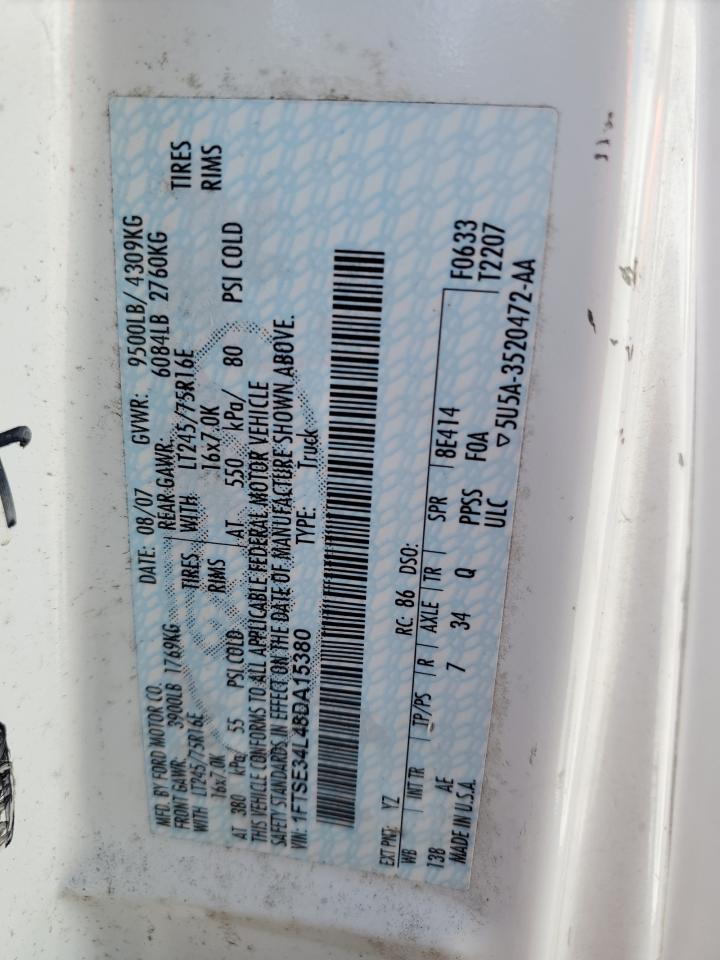 MFD. BY FORD MOTOR CO.
DATE: 08/07 GVWR: 9500LB/ 4309KG
FRONT GAWR: 3900LB 1769KG REAR GAWR: 6084LB 2760KG
WITH LT245/75R16E TIRES WITH LT245/75R16E TIRES
16x7.0K RIMS 16x7.0K RIMS
AT 380 kPa/ 55 PSI COLD AT 550 kPa/ 80 PSI COLD
THIS VEHICLE CONFORMS TO ALL APPLICABLE FEDERAL MOTOR VEHICLE
SAFETY STANDARDS IN EFFECT ON THE DATE OF MANUFACTURE SHOWN ABOVE.
VIN: 1FTSE34L48DA15380 TYPE: Truck
EXT PNT: YZ RC: 86 DSO:
WB INT TR TP/PS R AXLE TR SPR 8E414 F0633
138 AE 7 34 Q PPSS F0A T2207
MADE IN U.S.A. ULC
▽5U5A-3520472-AA